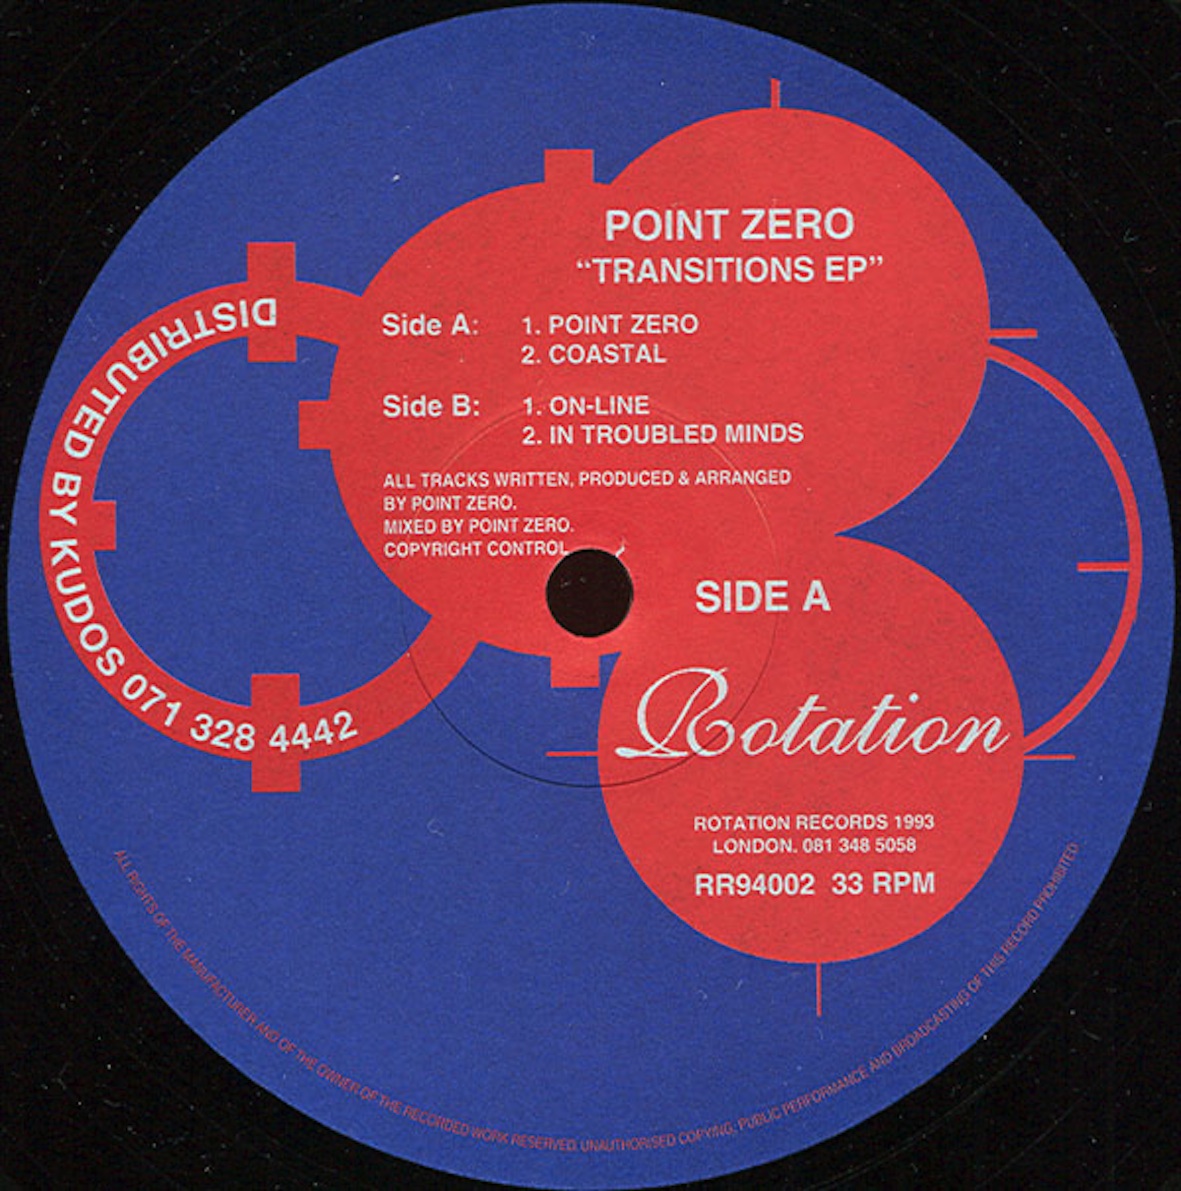 POINT ZERO
“TRANSITIONS EP”
Side A: 1. POINT ZERO
2. COASTAL
Side B: 1. ON-LINE
2. IN TROUBLED MINDS
ALL TRACKS WRITTEN, PRODUCED & ARRANGED
BY POINT ZERO.
MIXED BY POINT ZERO.
COPYRIGHT CONTROL
SIDE A
Rotation
ROTATION RECORDS 1993
LONDON. 081 348 5058
RR94002 33 RPM
DISTRIBUTED BY KUDOS 071 328 4442
ALL RIGHTS OF THE MANUFACTURER AND OF THE OWNER OF THE RECORDED WORK RESERVED. UNAUTHORISED COPYING, PUBLIC PERFORMANCE AND BROADCASTING OF THIS RECORD PROHIBITED